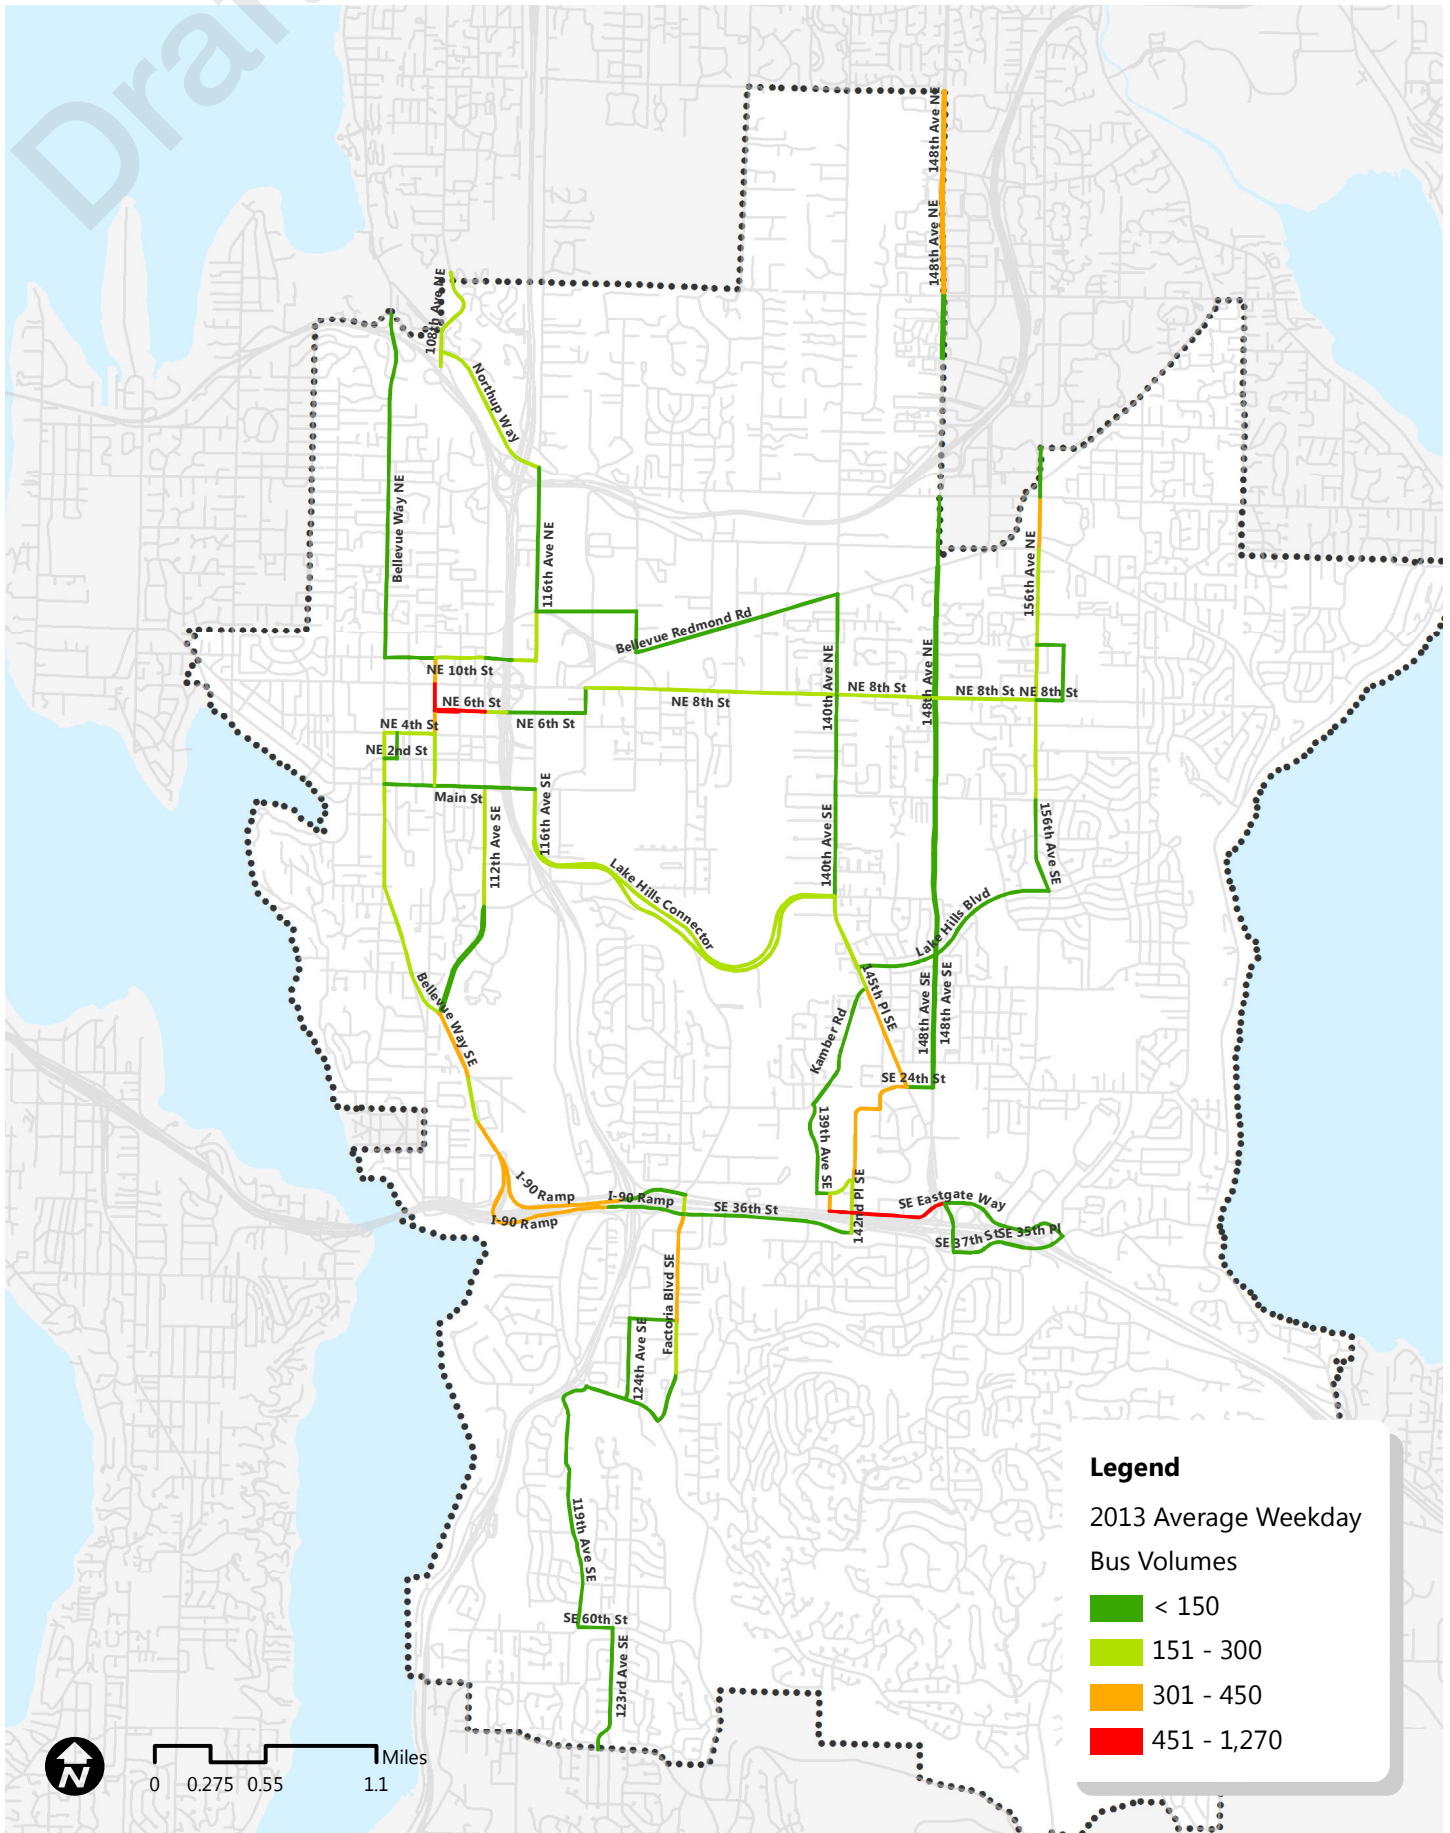 Dra
148th Ave NE
148th Ave NE
108th Ave NE
Northup Way
Bellevue Way NE
116th Ave NE
156th Ave NE
Bellevue Redmond Rd
NE 10th St
140th Ave NE
148th Ave NE
NE 8th St
NE 8th St
NE 8th St
NE 8th St
NE 6th St
NE 6th St
NE 4th St
NE 2nd St
Main St
112th Ave SE
116th Ave SE
140th Ave SE
156th Ave SE
Lake Hills Connector
Lake Hills Blvd
145th Pl SE
148th Ave SE
148th Ave SE
Bellevue Way SE
Kamber Rd
SE 24th St
139th Ave SE
142nd Pl SE
I-90 Ramp
I-90 Ramp
I-90 Ramp
SE 36th St
SE Eastgate Way
SE 37th St
SE 35th Pl
Factoria Blvd SE
124th Ave SE
119th Ave SE
SE 60th St
123rd Ave SE
Legend
2013 Average Weekday
Bus Volumes
< 150
151 - 300
301 - 450
451 - 1,270
N
Miles
0 0.275 0.55 1.1